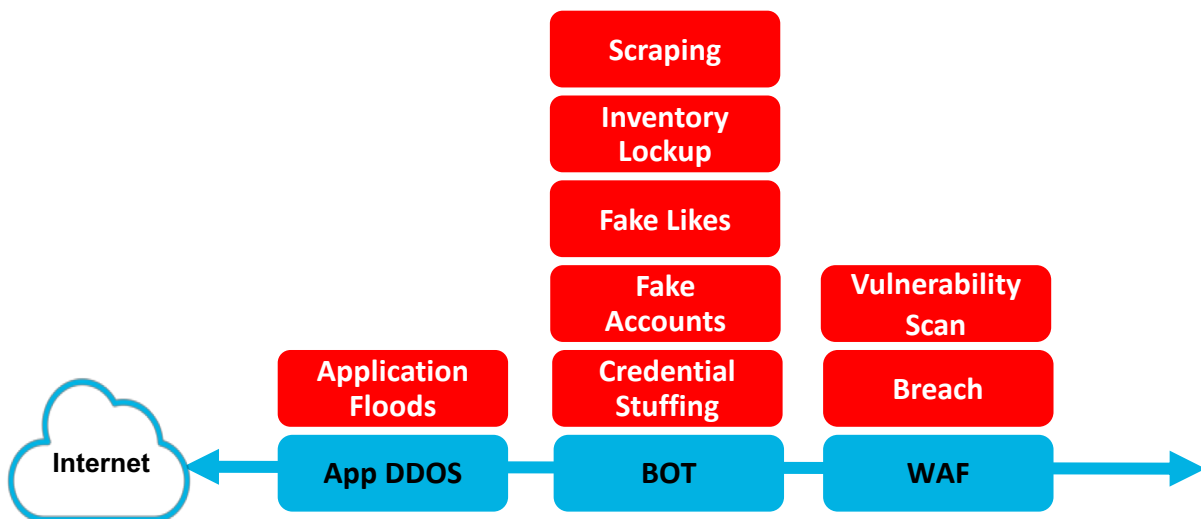 Scraping
Inventory
Lockup
Fake Likes
Fake
Accounts
Vulnerability
Scan
Application
Floods
Credential
Stuffing
Breach
Internet
App DDOS
BOT
WAF